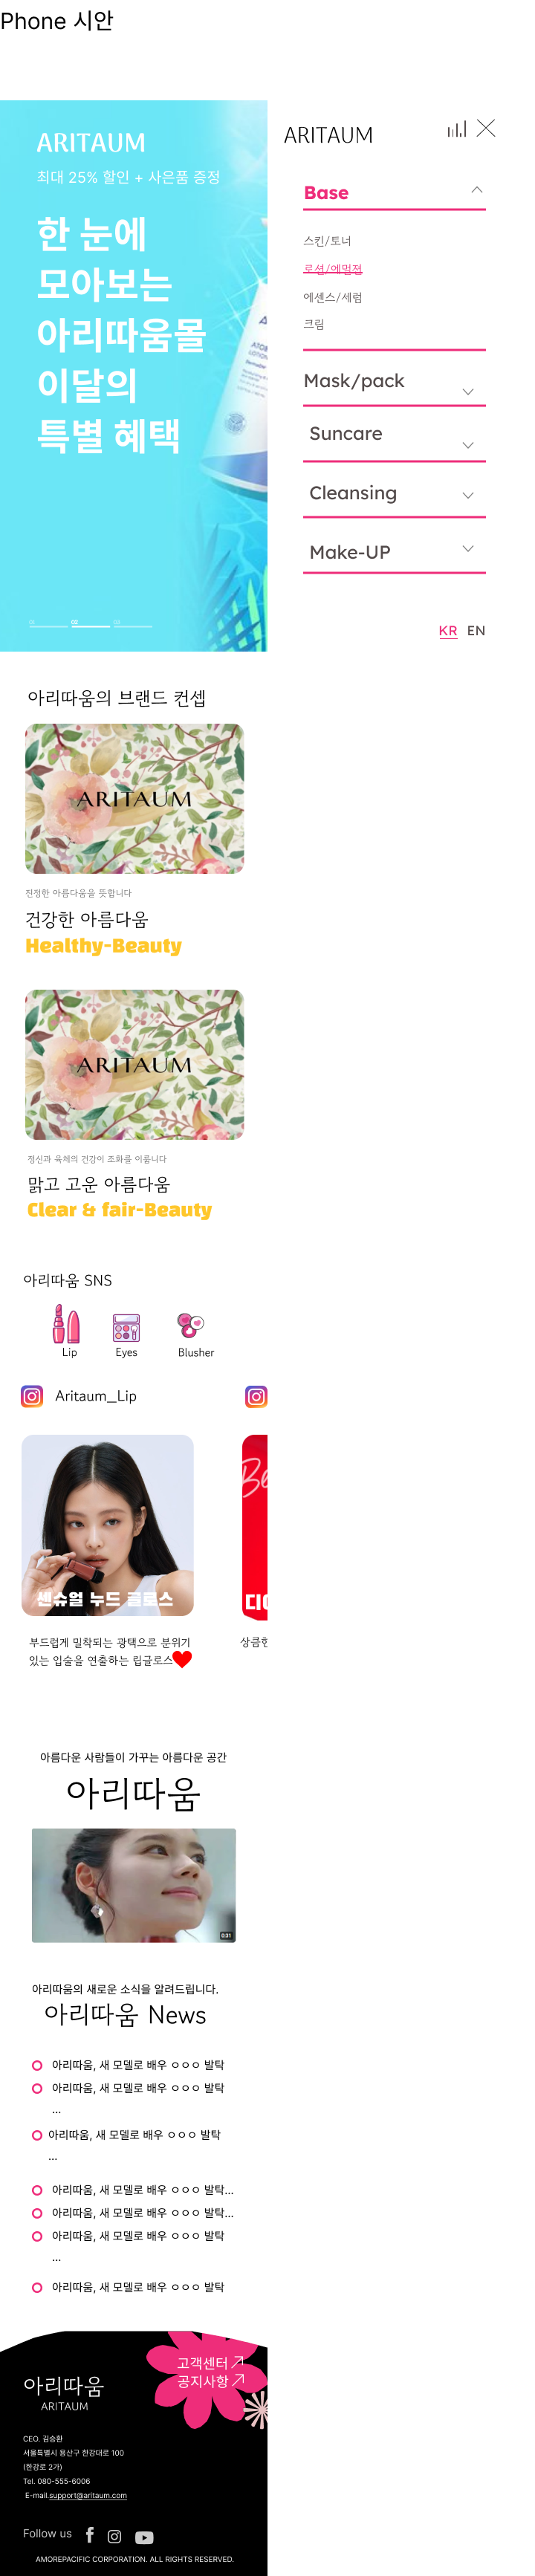 Phone 시안
ARITAUM
최대 25% 할인 + 사은품 증정
한 눈에
모아보는
아리따움몰
이달의
특별 혜택
01 02 03
ARITAUM
Base
스킨/토너
로션/에멀젼
에센스/세럼
크림
Mask/pack
Suncare
Cleansing
Make-UP
KR EN
아리따움의 브랜드 컨셉
ARITAUM
진정한 아름다움을 뜻합니다
건강한 아름다움
Healthy-Beauty
ARITAUM
정신과 육체의 건강이 조화를 이룹니다
맑고 고운 아름다움
Clear & fair-Beauty
아리따움 SNS
Lip Eyes Blusher
Aritaum_Lip
센슈얼 누드 글로스
디어
부드럽게 밀착되는 광택으로 분위기
있는 입술을 연출하는 립글로스
상큼한
아름다운 사람들이 가꾸는 아름다운 공간
아리따움
0:31
아리따움의 새로운 소식을 알려드립니다.
아리따움 News
아리따움, 새 모델로 배우 ㅇㅇㅇ 발탁
아리따움, 새 모델로 배우 ㅇㅇㅇ 발탁
...
아리따움, 새 모델로 배우 ㅇㅇㅇ 발탁
...
아리따움, 새 모델로 배우 ㅇㅇㅇ 발탁...
아리따움, 새 모델로 배우 ㅇㅇㅇ 발탁...
아리따움, 새 모델로 배우 ㅇㅇㅇ 발탁
...
아리따움, 새 모델로 배우 ㅇㅇㅇ 발탁
고객센터
공지사항
아리따움
ARITAUM
CEO. 김승환
서울특별시 용산구 한강대로 100
(한강로 2가)
Tel. 080-555-6006
E-mail.support@aritaum.com
Follow us
AMOREPACIFIC CORPORATION. ALL RIGHTS RESERVED.